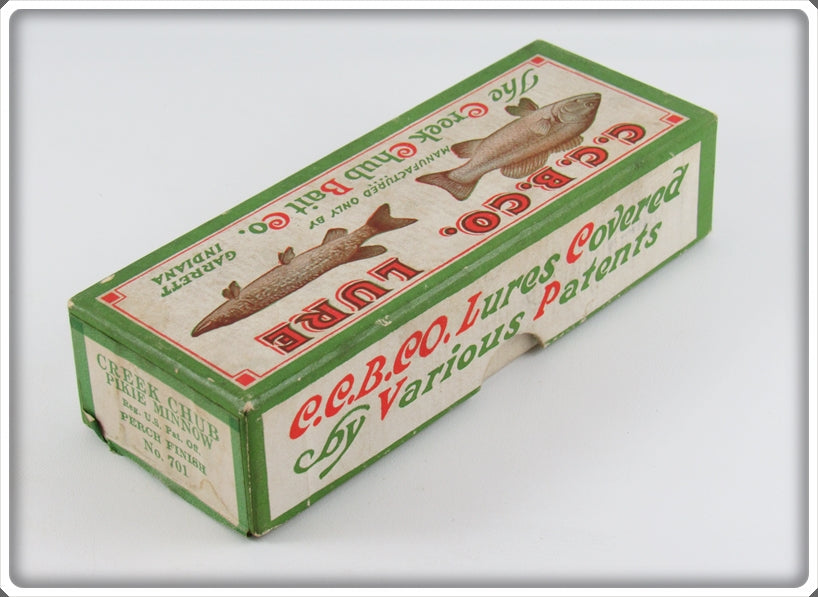 C.C.B.CO.
LURE
MANUFACTURED ONLY BY
The Creek Chub Bait Co.
GARRETT
INDIANA
C.C.B.CO. Lures Covered
by Various Patents
CREEK CHUB
PIKIE MINNOW
Reg. U.S. Pat. Off.
PERCH FINISH
No. 701